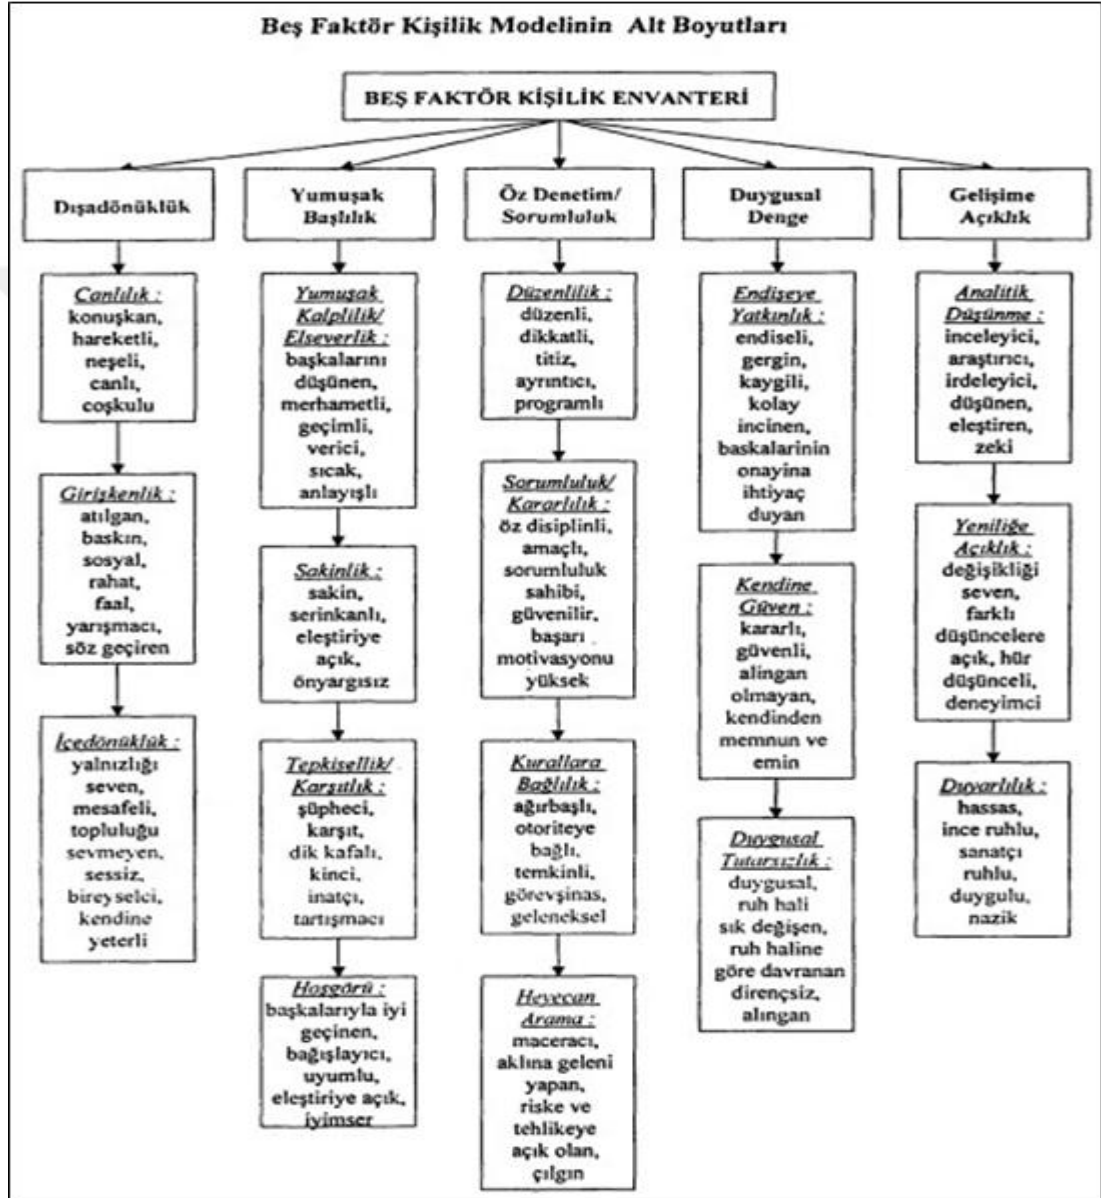 Beş Faktör Kişilik Modelinin Alt Boyutları
BEŞ FAKTÖR KİŞİLİK ENVANTERİ
Dışadönüklük
Canlılık :
konuşkan,
hareketli,
neşeli,
canlı,
coşkulu
Girişkenlik :
atılgan,
baskın,
sosyal,
rahat,
faal,
yarışmacı,
söz geçiren
İçedönüklük :
yalnızlığı
seven,
mesafeli,
topluluğu
sevmeyen,
sessiz,
bireyselci,
kendine
yeterli
Yumuşak
Başlılık
Yumuşak
Kalplilik/
Elseverlik :
başkalarını
düşünen,
merhametli,
geçimli,
verici,
sıcak,
anlayışlı
Sakinlik :
sakin,
serinkanlı,
eleştiriye
açık,
önyargısız
Tepkisellik/
Karşıtlık :
şüpheci,
karşıt,
dik kafalı,
kinci,
inatçı,
tartışmacı
Hoşgörü :
başkalarıyla iyi
geçinen,
bağışlayıcı,
uyumlu,
eleştiriye açık,
iyimser
Öz Denetim/
Sorumluluk
Düzenlilik :
düzenli,
dikkatli,
titiz,
ayrıntıcı,
programlı
Sorumluluk/
Kararlılık :
öz disiplinli,
amaçlı,
sorumluluk
sahibi,
güvenilir,
başarı
motivasyonu
yüksek
Kurallara
Bağlılık :
ağırbaşlı,
otoriteye
bağlı,
temkinli,
görevşinas,
geleneksel
Heyecan
Arama :
maceracı,
aklına geleni
yapan,
riske ve
tehlikeye
açık olan,
çılgın
Duygusal
Denge
Endişeye
Yatkınlık :
endiseli,
gergin,
kaygili,
kolay
incinen,
baskalarinin
onayina
ihtiyaç
duyan
Kendine
Güven :
kararlı,
güvenli,
alingan
olmayan,
kendinden
memnun ve
emin
Duygusal
Tutarsızlık :
duygusal,
ruh hali
sık değişen,
ruh haline
göre davranan
dirençsiz,
alıngan
Gelişime
Açıklık
Analitik
Düşünme :
inceleyici,
araştırıcı,
irdeleyici,
düşünen,
eleştiren,
zeki
Yeniliğe
Açıklık :
değişikliği
seven,
farklı
düşüncelere
açık, hür
düşünceli,
deneyimci
Duyarlılık :
hassas,
ince ruhlu,
sanatçı
ruhlu,
duygulu,
nazik